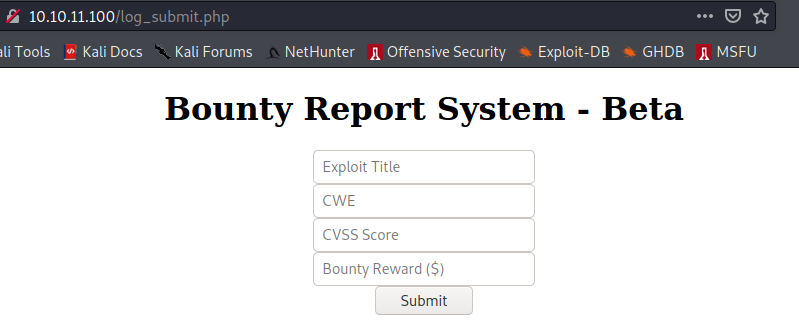 10.10.11.100/log_submit.php
ali Tools Kali Docs Kali Forums NetHunter Offensive Security Exploit-DB GHDB MSFU
Bounty Report System - Beta
Exploit Title
CWE
CVSS Score
Bounty Reward ($)
Submit